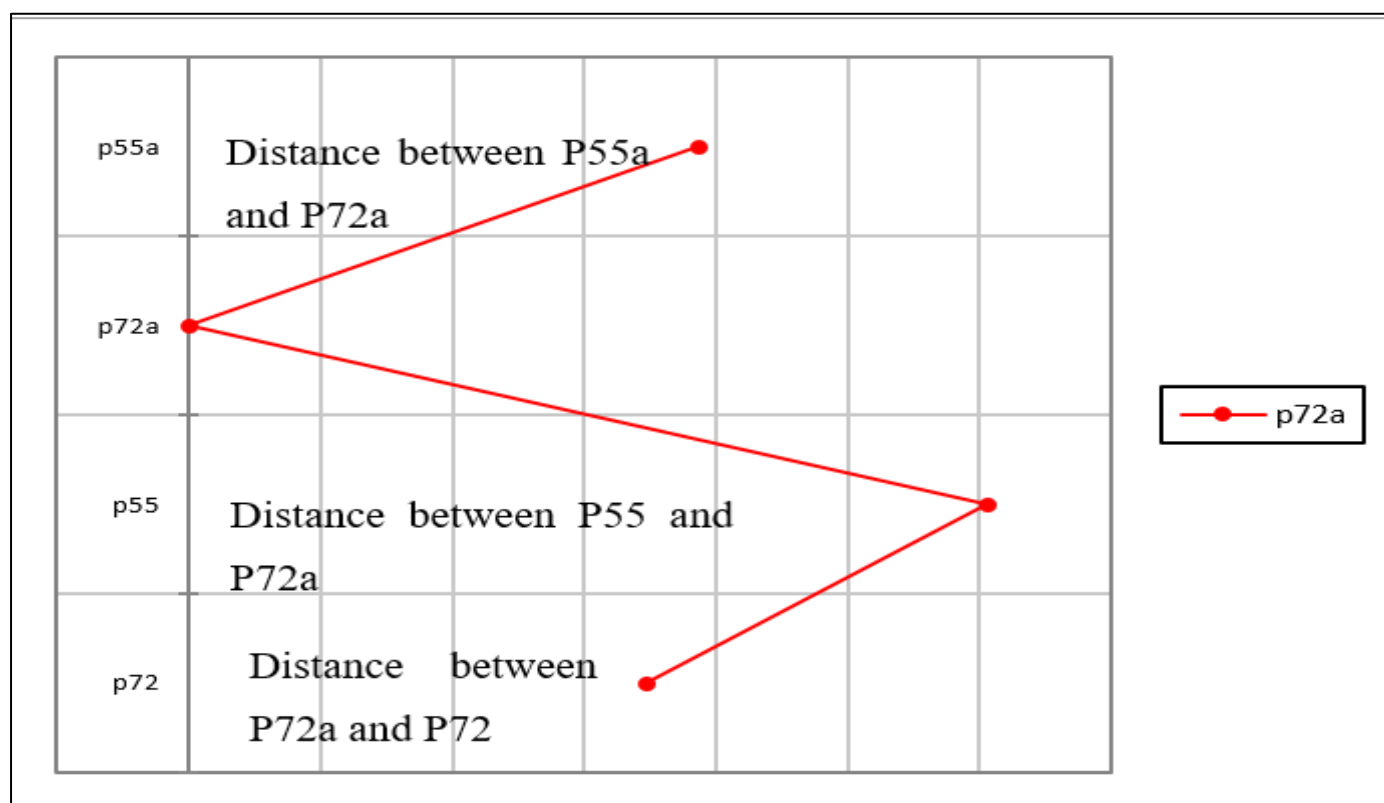 p55a
Distance between P55a
and P72a
p72a
p72a
p55
Distance between P55 and
P72a
p72
Distance between
P72a and P72